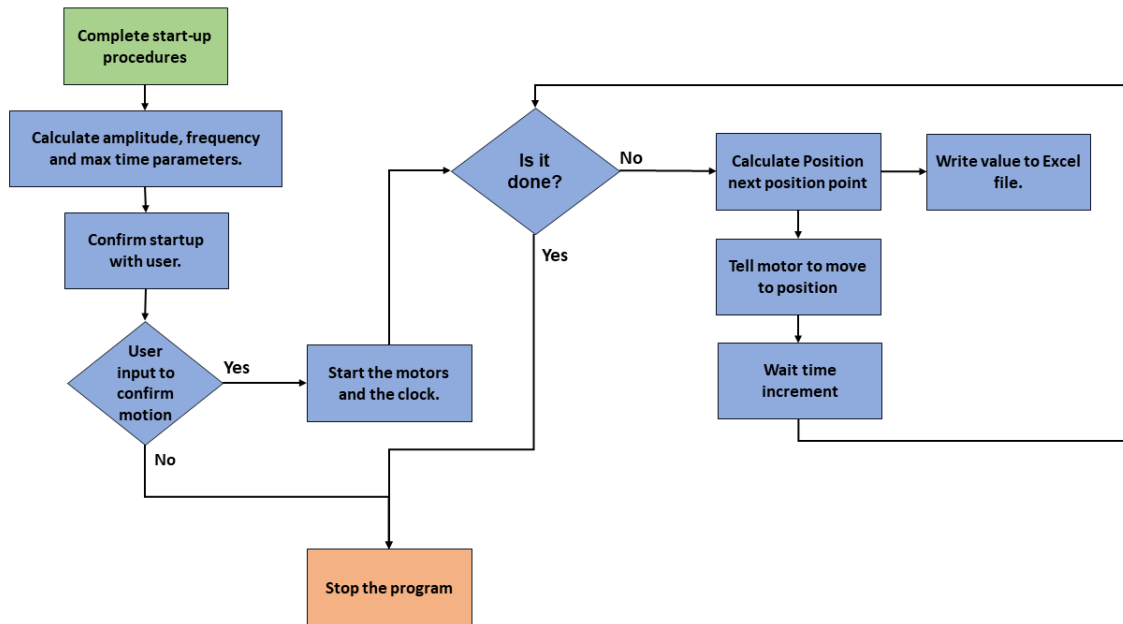 Complete start-up
procedures
Calculate amplitude, frequency
and max time parameters.
Confirm startup
with user.
User
input to
confirm
motion
Yes
No
Start the motors
and the clock.
Is it
done?
No
Yes
Calculate Position
next position point
Write value to Excel
file.
Tell motor to move
to position
Wait time
increment
Stop the program